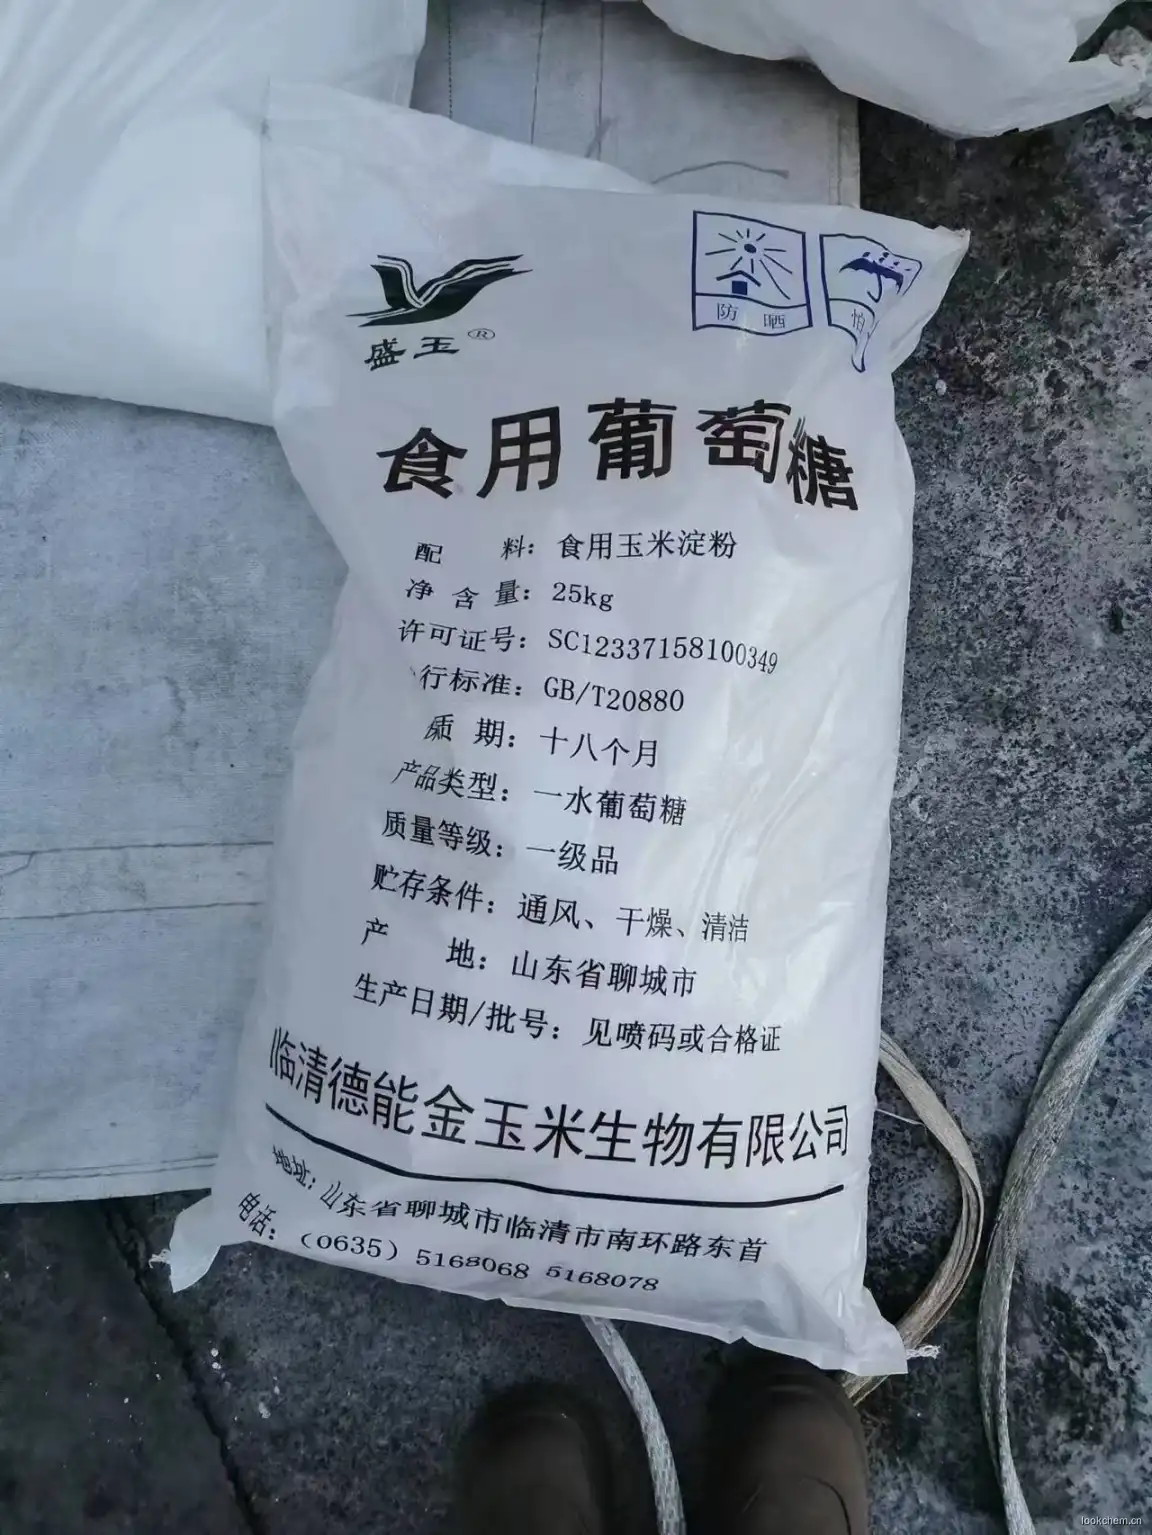 盛玉®
防 晒
怕
食用葡萄糖
配 料：食用玉米淀粉
净含量：25kg
许可证号：SC12337158100349
行标准：GB/T20880
质 期：十八个月
产品类型：一水葡萄糖
质量等级：一级品
贮存条件：通风、干燥、清洁
产 地：山东省聊城市
生产日期/批号：见喷码或合格证
临清德能金玉米生物有限公司
地址：山东省聊城市临清市南环路东首
电话：（0635）5168068 5168078
lookchem.cn